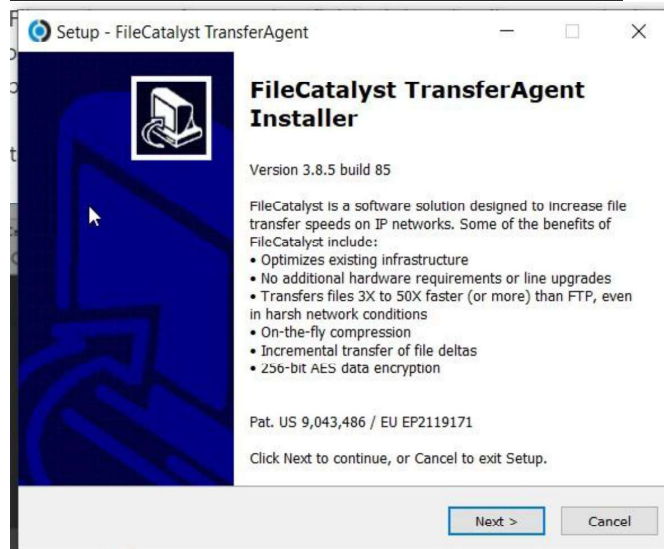 Setup - FileCatalyst TransferAgent
FileCatalyst TransferAgent
Installer
Version 3.8.5 build 85
FileCatalyst is a software solution designed to increase file
transfer speeds on IP networks. Some of the benefits of
FileCatalyst include:
• Optimizes existing infrastructure
• No additional hardware requirements or line upgrades
• Transfers files 3X to 50X faster (or more) than FTP, even
in harsh network conditions
• On-the-fly compression
• Incremental transfer of file deltas
• 256-bit AES data encryption
Pat. US 9,043,486 / EU EP2119171
Click Next to continue, or Cancel to exit Setup.
Next >
Cancel